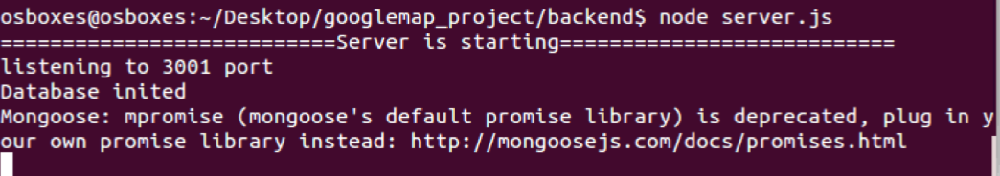 osboxes@osboxes:~/Desktop/googlemap_project/backend$ node server.js
===========================Server is starting===========================
listening to 3001 port
Database inited
Mongoose: mpromise (mongoose's default promise library) is deprecated, plug in y
our own promise library instead: http://mongoosejs.com/docs/promises.html